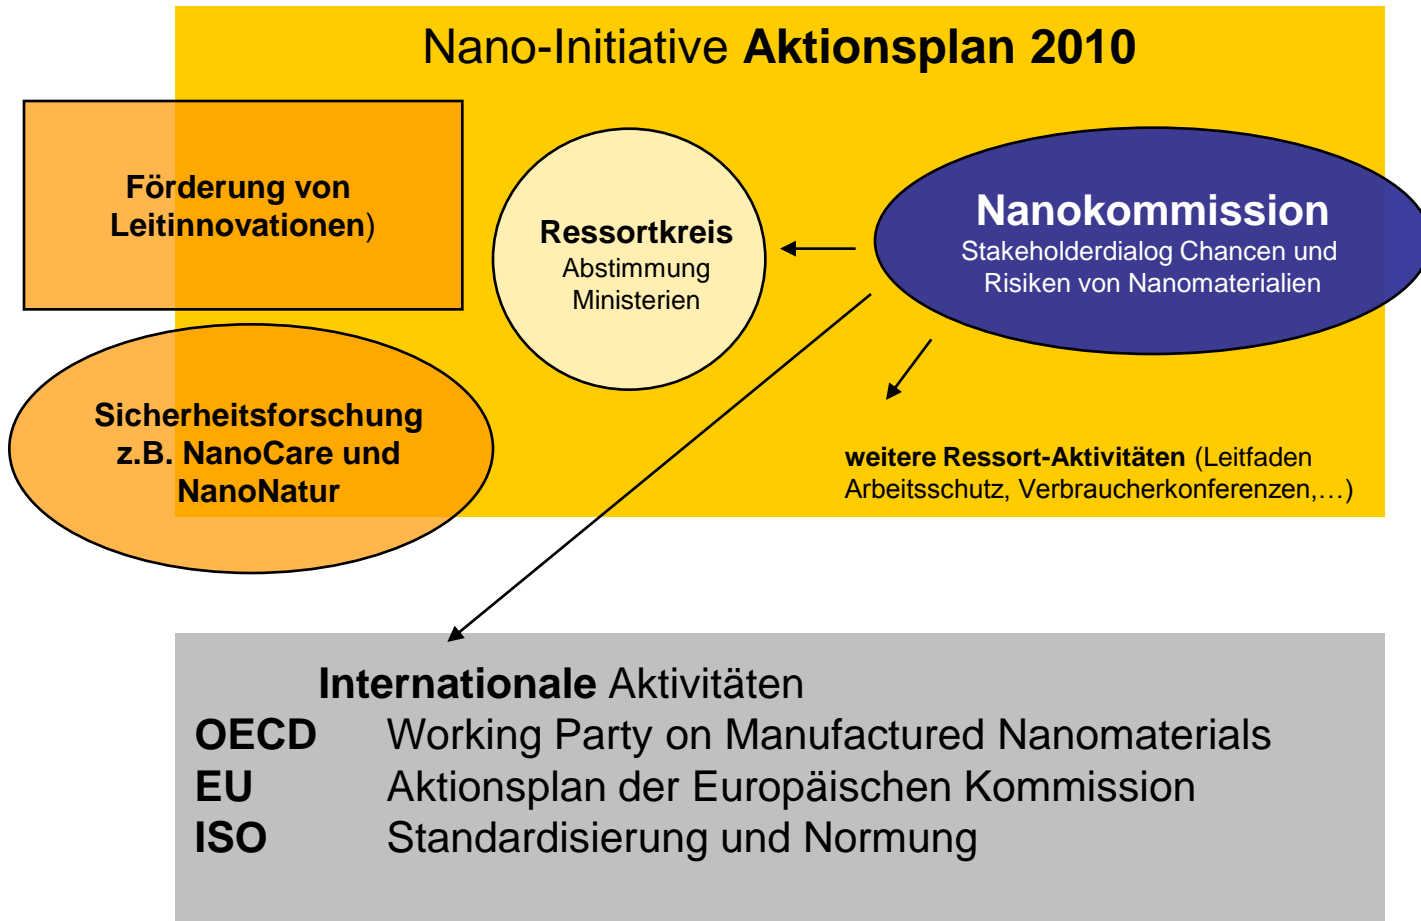 Nano-Initiative Aktionsplan 2010
Förderung von
Leitinnovationen)
Ressortkreis
Abstimmung
Ministerien
Nanokommission
Stakeholderdialog Chancen und
Risiken von Nanomaterialien
Sicherheitsforschung
z.B. NanoCare und
NanoNatur
weitere Ressort-Aktivitäten (Leitfaden
Arbeitsschutz, Verbraucherkonferenzen,…)
Internationale Aktivitäten
OECD Working Party on Manufactured Nanomaterials
EU Aktionsplan der Europäischen Kommission
ISO Standardisierung und Normung